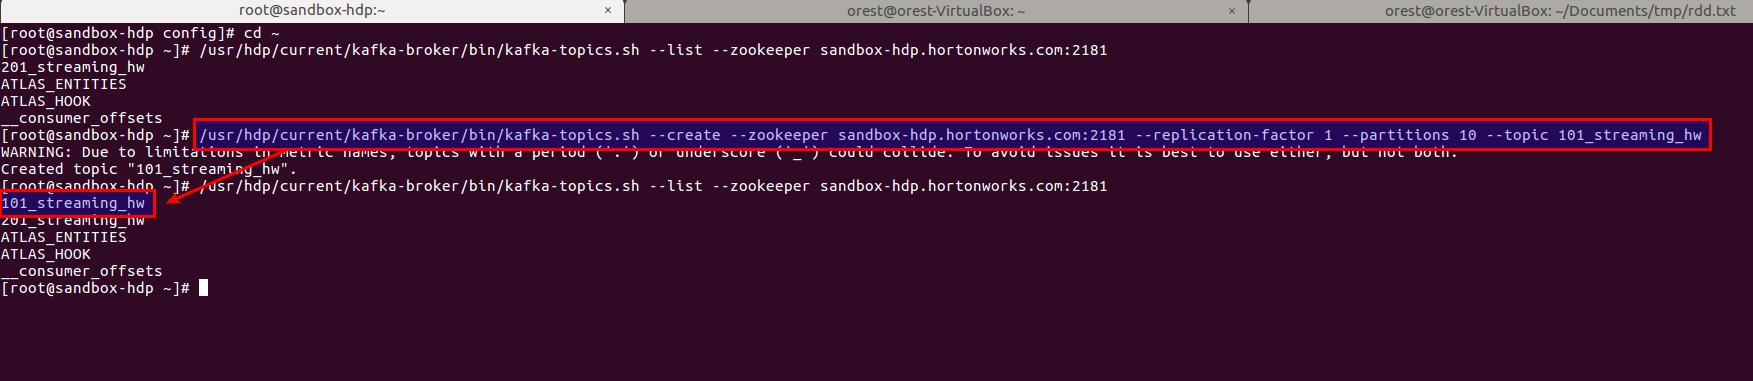 root@sandbox-hdp:~ × orest@orest-VirtualBox: ~ × orest@orest-VirtualBox: ~/Documents/tmp/rdd.txt
[root@sandbox-hdp config]# cd ~
[root@sandbox-hdp ~]# /usr/hdp/current/kafka-broker/bin/kafka-topics.sh --list --zookeeper sandbox-hdp.hortonworks.com:2181
201_streaming_hw
ATLAS_ENTITIES
ATLAS_HOOK
__consumer_offsets
[root@sandbox-hdp ~]# /usr/hdp/current/kafka-broker/bin/kafka-topics.sh --create --zookeeper sandbox-hdp.hortonworks.com:2181 --replication-factor 1 --partitions 10 --topic 101_streaming_hw
WARNING: Due to limitations in metric names, topics with a period ('.') or underscore ('_') could collide. To avoid issues it is best to use either, but not both.
Created topic "101_streaming_hw".
[root@sandbox-hdp ~]# /usr/hdp/current/kafka-broker/bin/kafka-topics.sh --list --zookeeper sandbox-hdp.hortonworks.com:2181
101_streaming_hw
201_streaming_hw
ATLAS_ENTITIES
ATLAS_HOOK
__consumer_offsets
[root@sandbox-hdp ~]#